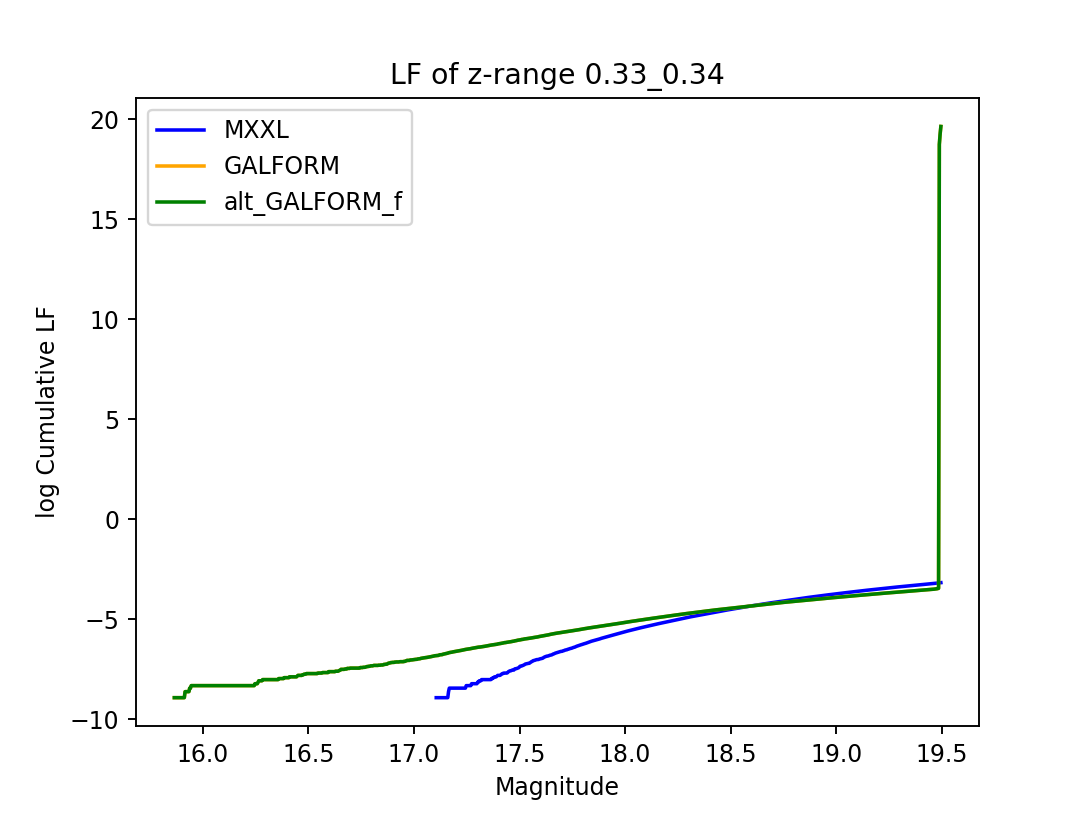 LF of z-range 0.33_0.34
MXXL
GALFORM
alt_GALFORM_f
20
15
10
5
0
−5
−10
log Cumulative LF
16.0 16.5 17.0 17.5 18.0 18.5 19.0 19.5
Magnitude